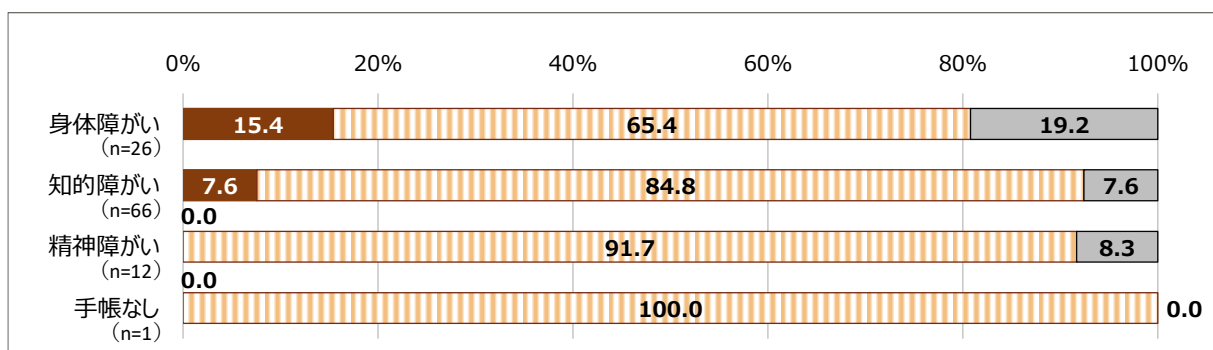 0% 20% 40% 60% 80% 100%
身体障がい 15.4 65.4 19.2
（n=26）
知的障がい 7.6 84.8 7.6
（n=66） 0.0
精神障がい 91.7 8.3
（n=12） 0.0
手帳なし 100.0 0.0
（n=1）